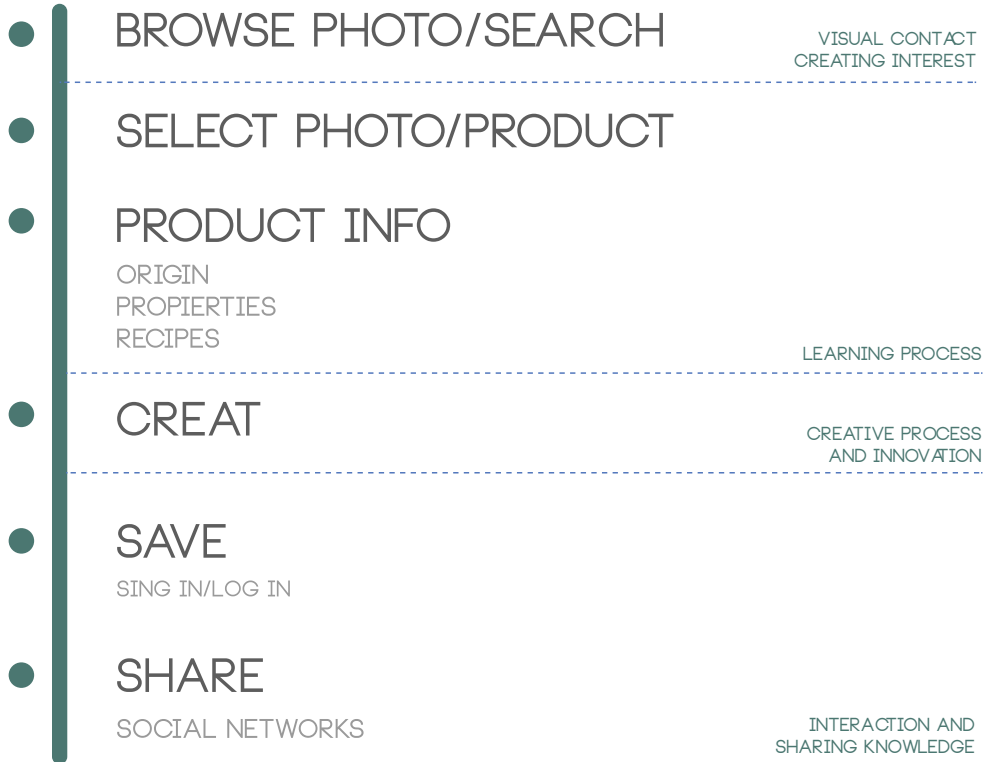 BROWSE PHOTO/SEARCH
VISUAL CONTACT
CREATING INTEREST
SELECT PHOTO/PRODUCT
PRODUCT INFO
ORIGIN
PROPIERTIES
RECIPES
LEARNING PROCESS
CREAT
CREATIVE PROCESS
AND INNOVATION
SAVE
SING IN/LOG IN
SHARE
SOCIAL NETWORKS
INTERACTION AND
SHARING KNOWLEDGE